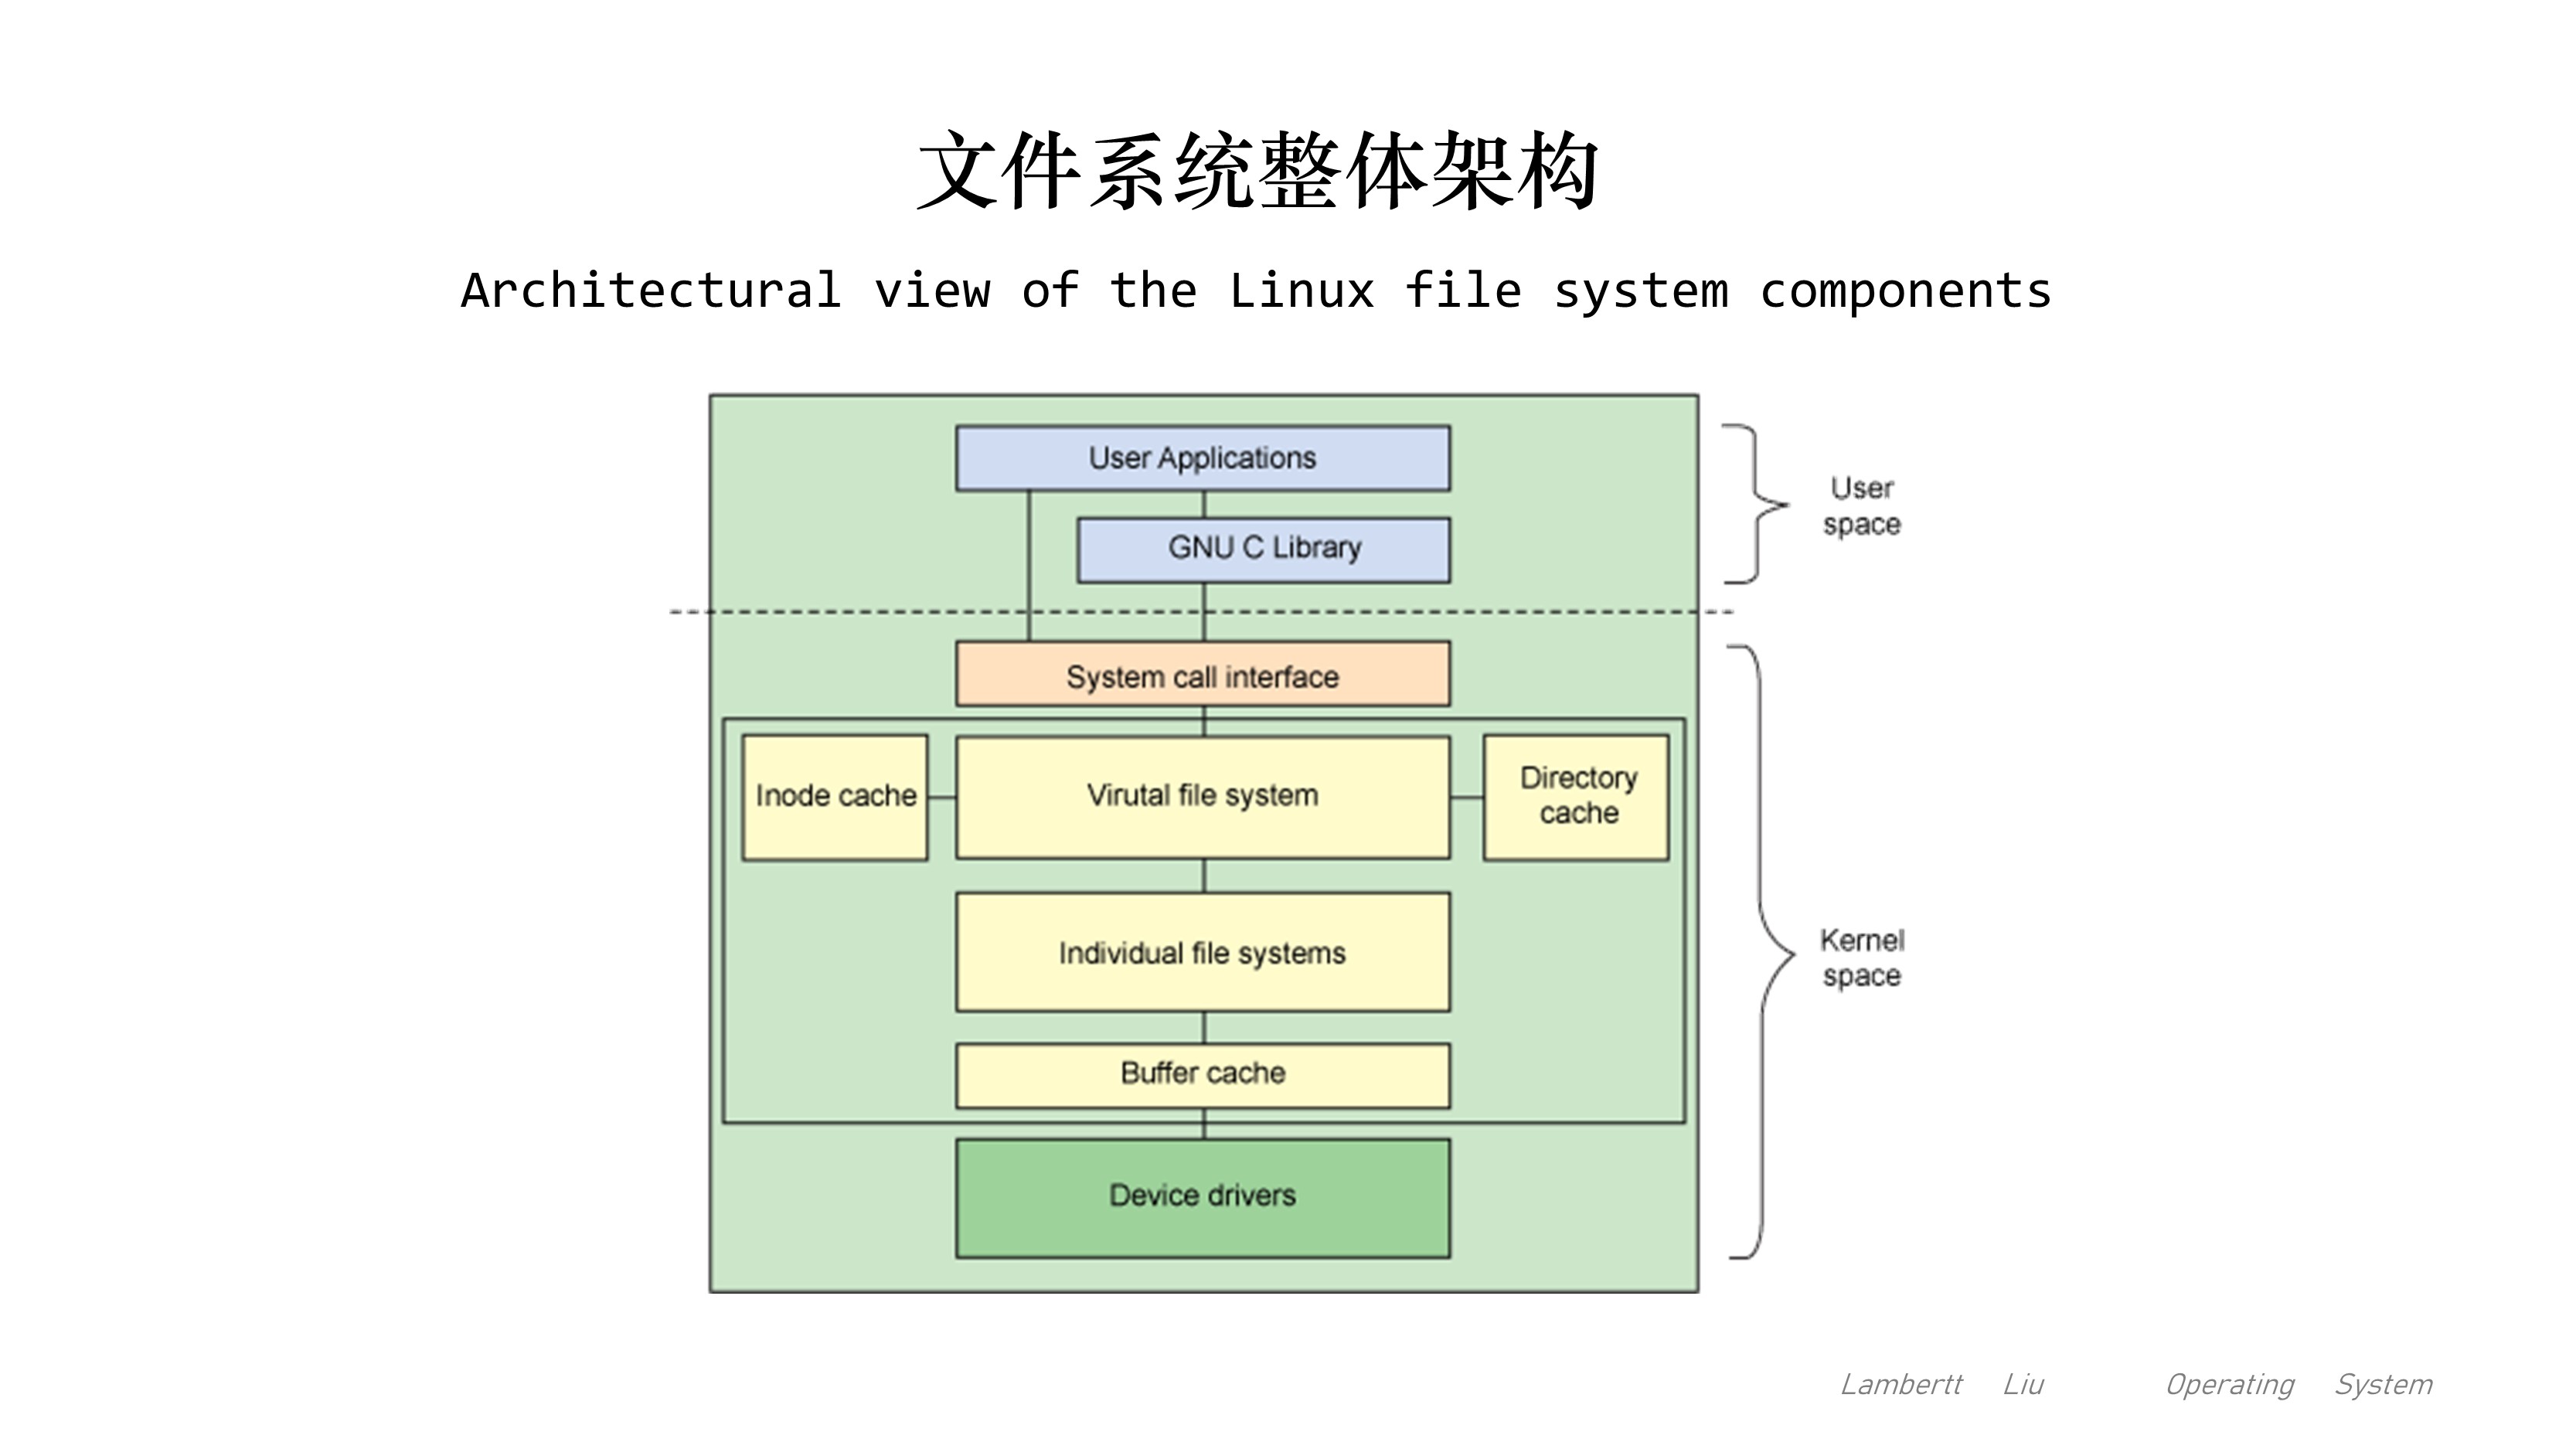 文件系统整体架构
Architectural view of the Linux file system components
User Applications
User
space
GNU C Library
System call interface
Inode cache
Virutal file system
Directory
cache
Individual file systems
Kernel
space
Buffer cache
Device drivers
Lambertt Liu Operating System